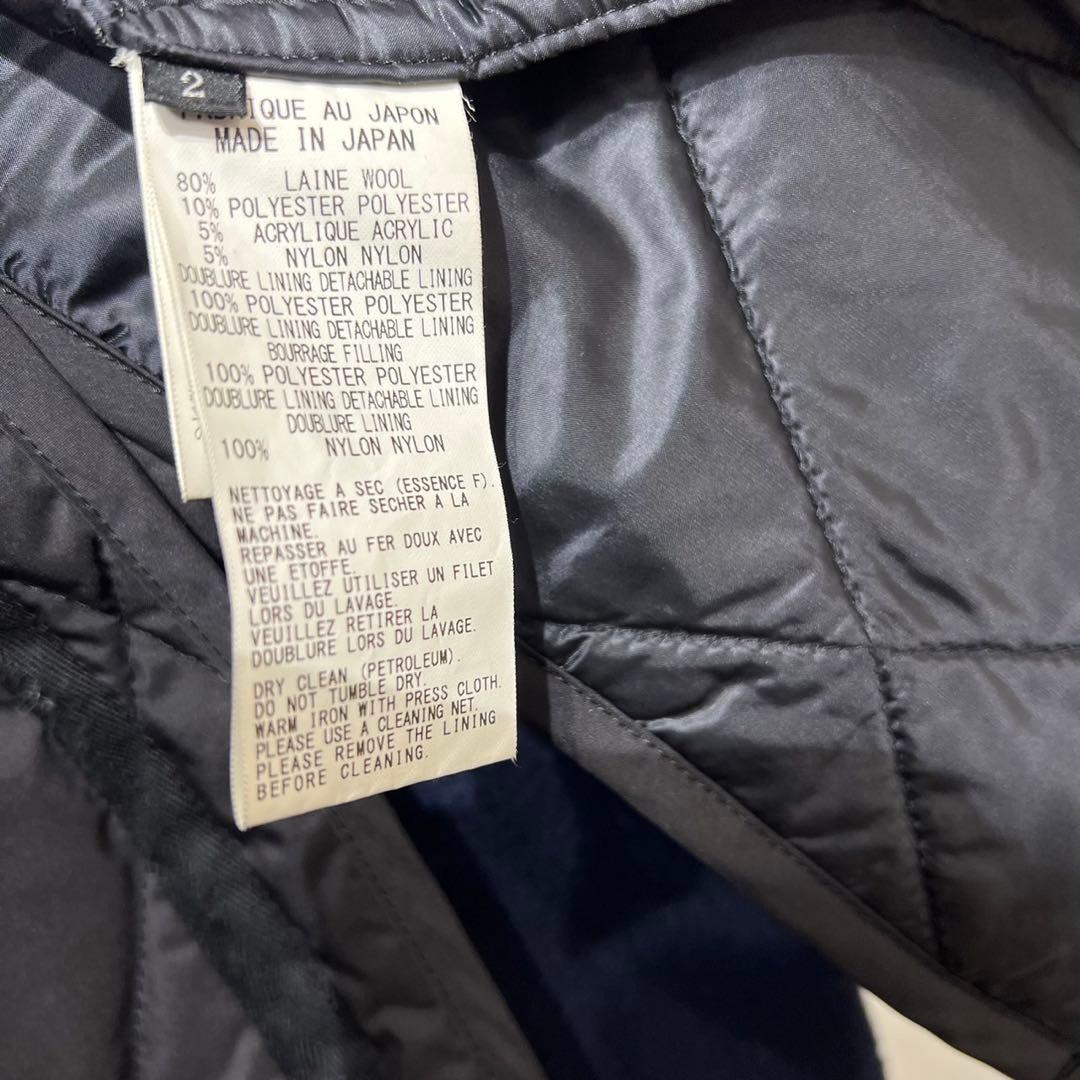 2
FABRIQUE AU JAPON
MADE IN JAPAN
80% LAINE WOOL
10% POLYESTER POLYESTER
5% ACRYLIQUE ACRYLIC
5% NYLON NYLON
DOUBLURE LINING DETACHABLE LINING
100% POLYESTER POLYESTER
DOUBLURE LINING DETACHABLE LINING
BOURRAGE FILLING
100% POLYESTER POLYESTER
DOUBLURE LINING DETACHABLE LINING
DOUBLURE LINING
100% NYLON NYLON
NETTOYAGE A SEC (ESSENCE F).
NE PAS FAIRE SECHER A LA
MACHINE.
REPASSER AU FER DOUX AVEC
UNE ETOFFE.
VEUILLEZ UTILISER UN FILET
LORS DU LAVAGE.
VEUILLEZ RETIRER LA
DOUBLURE LORS DU LAVAGE.
DRY CLEAN (PETROLEUM).
DO NOT TUMBLE DRY.
WARM IRON WITH PRESS CLOTH.
PLEASE USE A CLEANING NET.
PLEASE REMOVE THE LINING
BEFORE CLEANING.